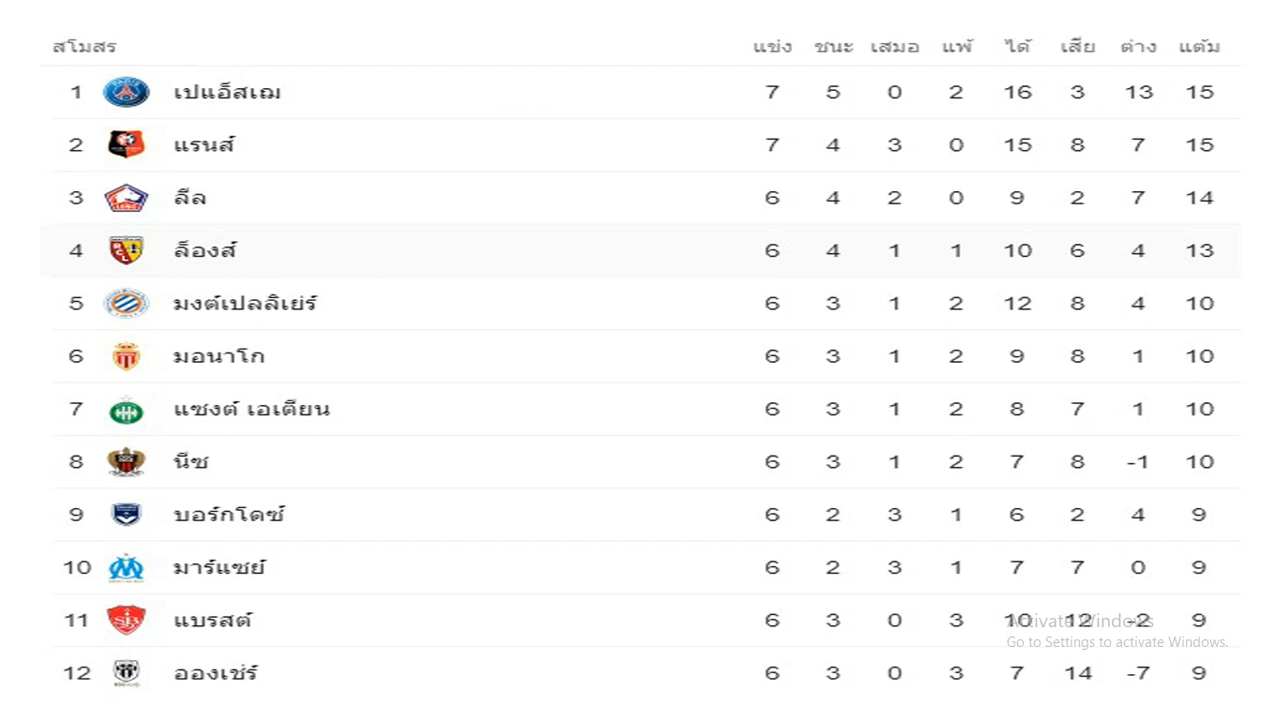 สโมสร แข่ง ชนะ เสมอ แพ้ ได้ เสีย ต่าง แต้ม
1 เปแอ็สเฌ 7 5 0 2 16 3 13 15
2 แรนส์ 7 4 3 0 15 8 7 15
3 ลีล 6 4 2 0 9 2 7 14
4 ล็องส์ 6 4 1 1 10 6 4 13
5 มงต์เปลลิเย่ร์ 6 3 1 2 12 8 4 10
6 มอนาโก 6 3 1 2 9 8 1 10
7 แซงต์ เอเตียน 6 3 1 2 8 7 1 10
8 นีซ 6 3 1 2 7 8 -1 10
9 บอร์กโดซ์ 6 2 3 1 6 2 4 9
10 มาร์แซย์ 6 2 3 1 7 7 0 9
11 แบรสต์ 6 3 0 3 10 12 -2 9
Activate Windows
Go to Settings to activate Windows.
12 อองเช่ร์ 6 3 0 3 7 14 -7 9